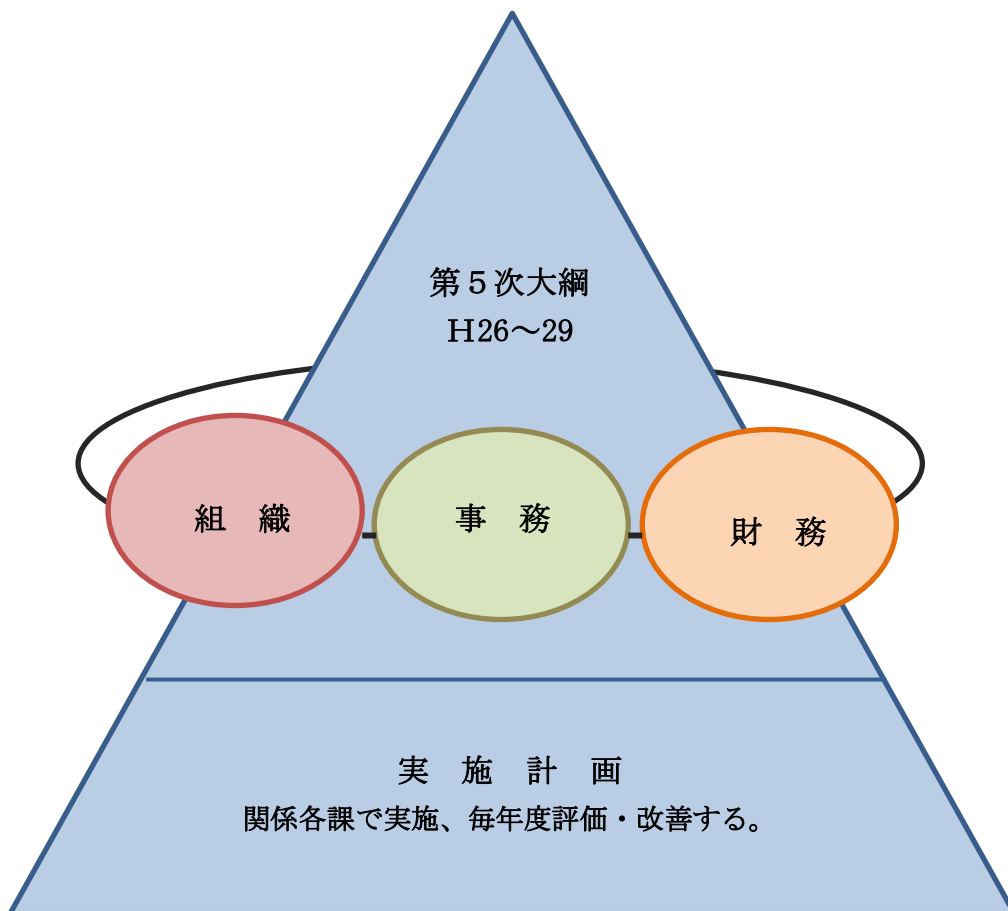 第５次大綱
Ｈ26～29
組　織
事　務
財　務
実　施　計　画
関係各課で実施、毎年度評価・改善する。